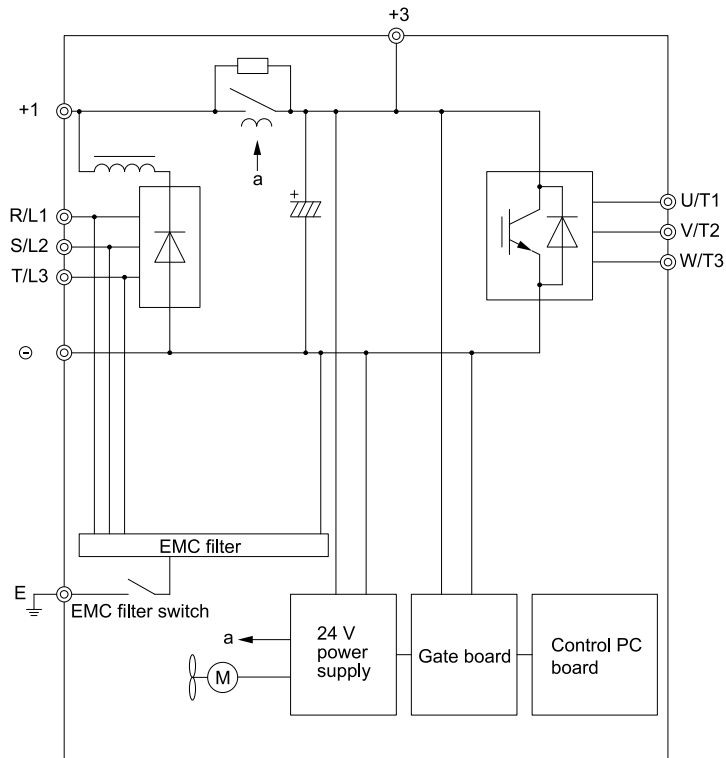 +3
+1
a
+
R/L1
S/L2
T/L3
U/T1
V/T2
W/T3
⊖
EMC filter
E
EMC filter switch
a
M
24 V
power
supply
Gate board
Control PC
board